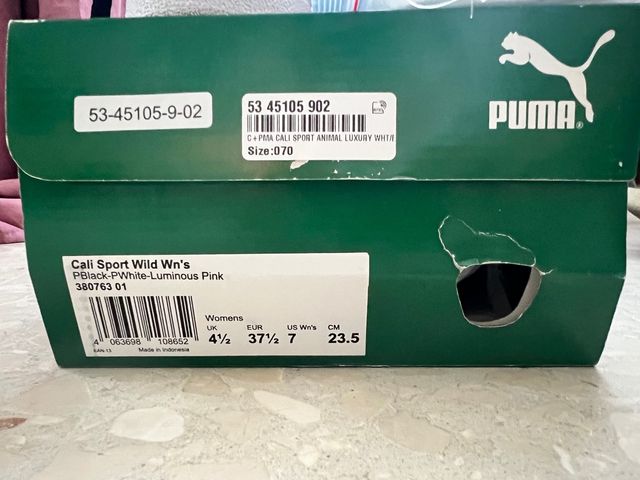 PUMA
53-45105-9-02
53 45105 902
C+PMA CALI SPORT ANIMAL LUXURY WHT/B
Size:070
Cali Sport Wild Wn's
PBlack-PWhite-Luminous Pink
380763 01
4 063698 108652
EAN-13 Made in Indonesia
Womens
UK EUR US Wn's CM
4½ 37½ 7 23.5